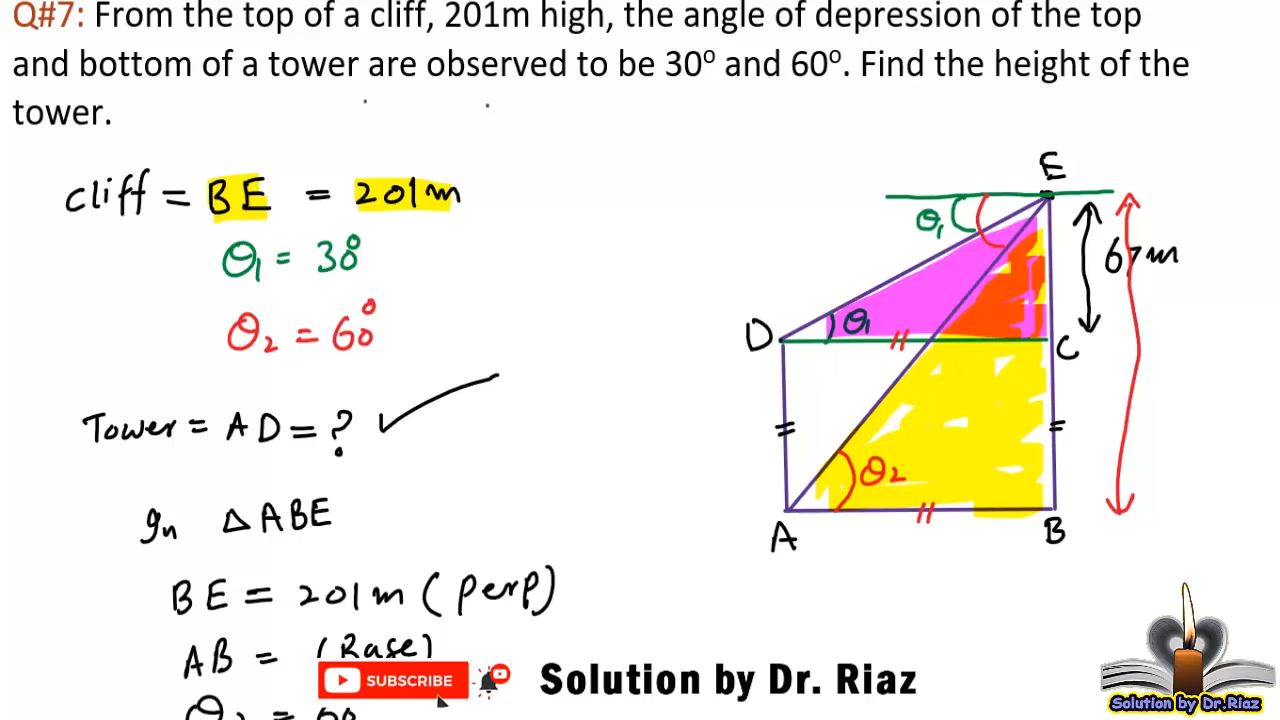 Q#7: From the top of a cliff, 201m high, the angle of depression of the top
and bottom of a tower are observed to be 30° and 60°. Find the height of the
tower.
cliff = BE = 201m
θ₁ = 30°
θ₂ = 60°
Tower = AD = ?
In △ABE
BE = 201m (perp)
AB = (Base)
E
θ₁
67m
D
θ₁
C
θ₂
A
B
SUBSCRIBE
Solution by Dr. Riaz
Solution by Dr.Riaz